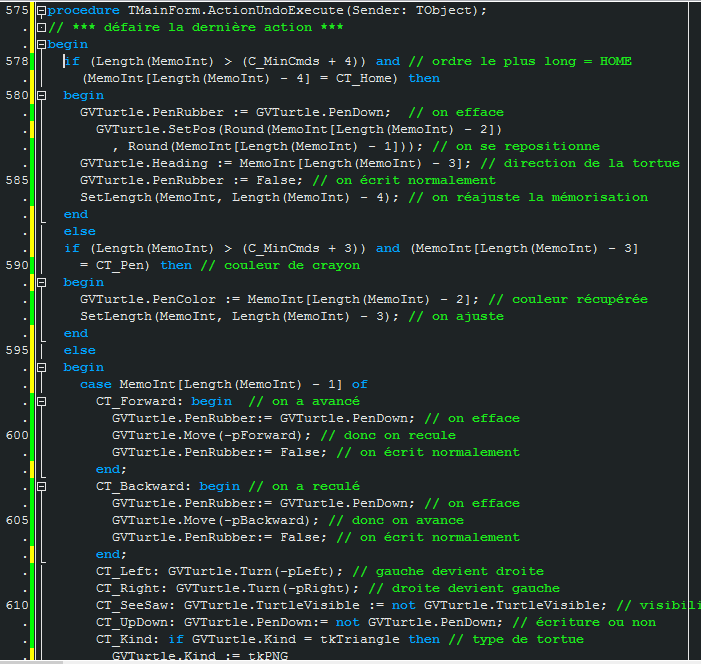 575 procedure TMainForm.ActionUndoExecute(Sender: TObject);
. // *** défaire la dernière action ***
. begin
578 if (Length(MemoInt) > (C_MinCmds + 4)) and // ordre le plus long = HOME
. (MemoInt[Length(MemoInt) - 4] = CT_Home) then
580 begin
. GVTurtle.PenRubber := GVTurtle.PenDown; // on efface
. GVTurtle.SetPos(Round(MemoInt[Length(MemoInt) - 2])
. , Round(MemoInt[Length(MemoInt) - 1])); // on se repositionne
. GVTurtle.Heading := MemoInt[Length(MemoInt) - 3]; // direction de la tortue
585 GVTurtle.PenRubber := False; // on écrit normalement
. SetLength(MemoInt, Length(MemoInt) - 4); // on réajuste la mémorisation
. end
. else
. if (Length(MemoInt) > (C_MinCmds + 3)) and (MemoInt[Length(MemoInt) - 3]
590 = CT_Pen) then // couleur de crayon
. begin
. GVTurtle.PenColor := MemoInt[Length(MemoInt) - 2]; // couleur récupérée
. SetLength(MemoInt, Length(MemoInt) - 3); // on ajuste
. end
595 else
. begin
. case MemoInt[Length(MemoInt) - 1] of
. CT_Forward: begin // on a avancé
. GVTurtle.PenRubber:= GVTurtle.PenDown; // on efface
600 GVTurtle.Move(-pForward); // donc on recule
. GVTurtle.PenRubber:= False; // on écrit normalement
. end;
. CT_Backward: begin // on a reculé
. GVTurtle.PenRubber:= GVTurtle.PenDown; // on efface
605 GVTurtle.Move(-pBackward); // donc on avance
. GVTurtle.PenRubber:= False; // on écrit normalement
. end;
. CT_Left: GVTurtle.Turn(-pLeft); // gauche devient droite
. CT_Right: GVTurtle.Turn(-pRight); // droite devient gauche
610 CT_SeeSaw: GVTurtle.TurtleVisible := not GVTurtle.TurtleVisible; // visibili
. CT_UpDown: GVTurtle.PenDown:= not GVTurtle.PenDown; // écriture ou non
. CT_Kind: if GVTurtle.Kind = tkTriangle then // type de tortue
. GVTurtle.Kind := tkPNG